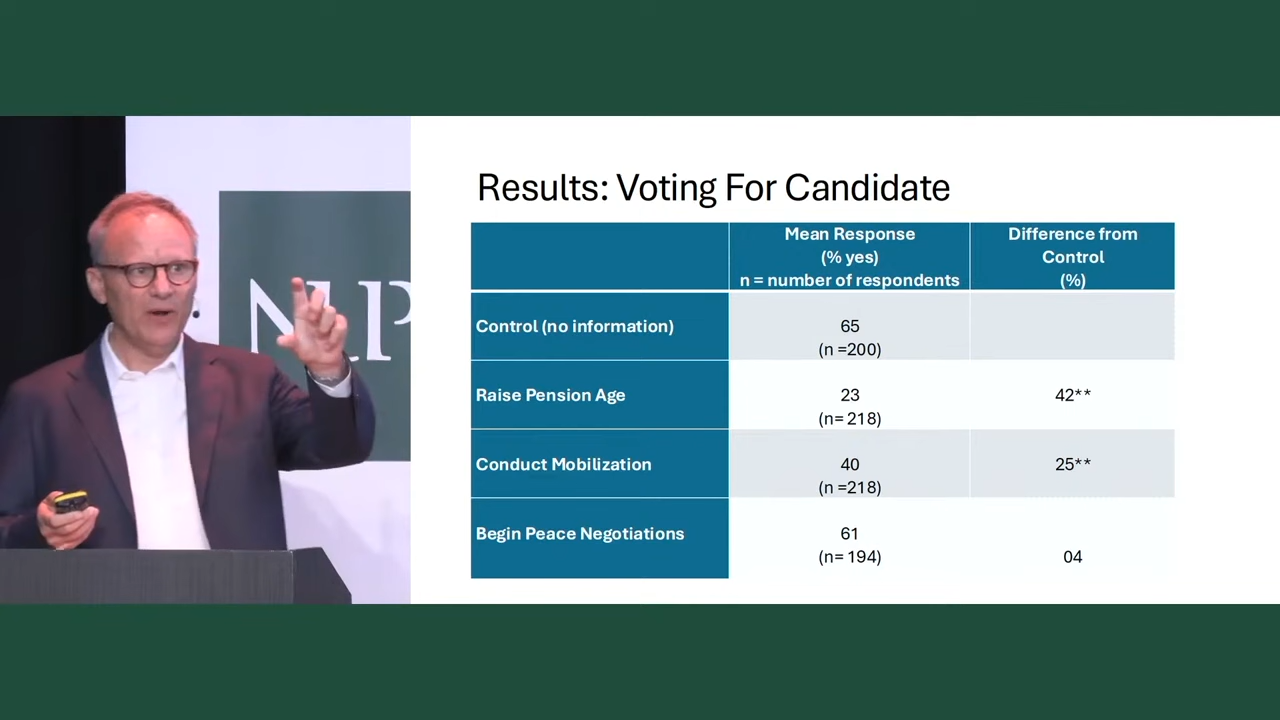 NUP
Results: Voting For Candidate
Mean Response
(% yes)
n = number of respondents
Difference from
Control
(%)
Control (no information)
65
(n =200)
Raise Pension Age
23
(n= 218)
42**
Conduct Mobilization
40
(n =218)
25**
Begin Peace Negotiations
61
(n= 194)
04